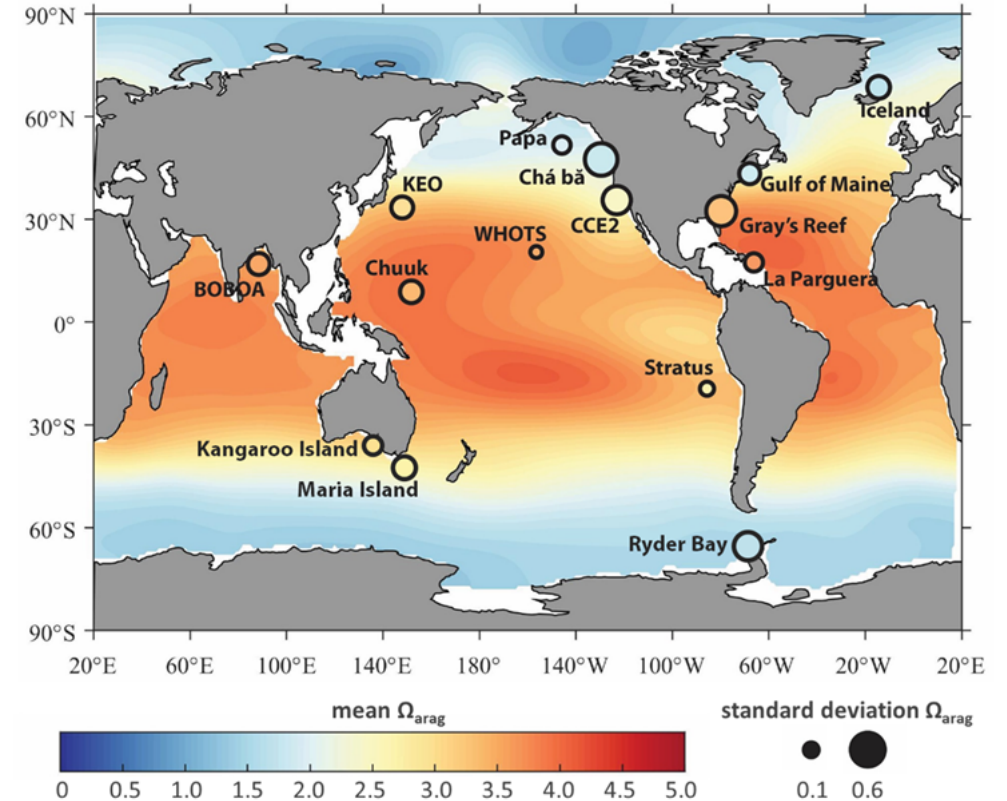 90°N
60°N
30°N
0°
30°S
60°S
90°S
Iceland
Papa
Chá bă
KEO
Gulf of Maine
WHOTS
CCE2
Gray's Reef
Chuuk
BOBOA
La Parguera
Stratus
Kangaroo Island
Maria Island
Ryder Bay
20°E 60°E 100°E 140°E 180° 140°W 100°W 60°W 20°W 20°E
mean Ωarag
standard deviation Ωarag
0 0.5 1.0 1.5 2.0 2.5 3.0 3.5 4.0 4.5 5.0
0.1 0.6